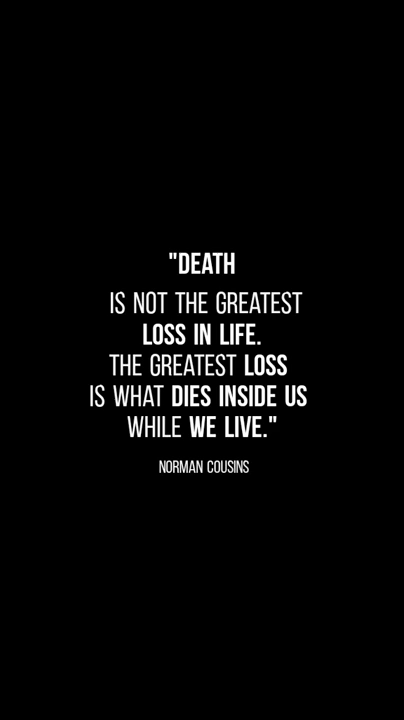 "DEATH
IS NOT THE GREATEST
LOSS IN LIFE.
THE GREATEST LOSS
IS WHAT DIES INSIDE US
WHILE WE LIVE."
NORMAN COUSINS